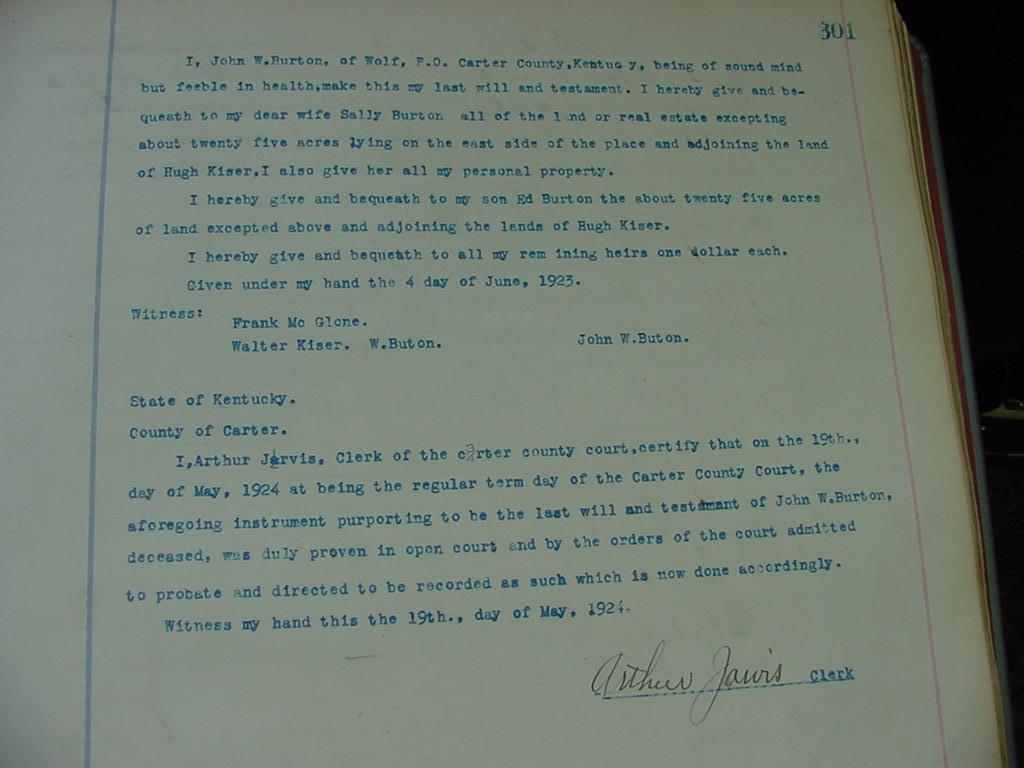 301
I, John W.Burton, of Wolf, P.O. Carter County,Kentuc y, being of sound mind
but feeble in health,make this my last will and testament. I hereby give and be-
queath to my dear wife Sally Burton all of the l nd or real estate excepting
about twenty five acres lying on the east side of the place and adjoining the land
of Hugh Kiser,I also give her all my personal property.
I hereby give and bequeath to my son Ed Burton the about twenty five acres
of land excepted above and adjoining the lands of Hugh Kiser.
I hereby give and bequeath to all my rem ining heirs one dollar each.
Given under my hand the 4 day of June, 1923.
Witness:
Frank Mc Glone.
Walter Kiser. W.Buton. John W.Buton.
State of Kentucky.
County of Carter.
I,Arthur Jarvis, Clerk of the carter county court,certify that on the 19th.,
day of May, 1924 at being the regular term day of the Carter County Court, the
aforegoing instrument purporting to be the last will and testament of John W.Burton,
deceased, was duly proven in open court and by the orders of the court admitted
to probate and directed to be recorded as such which is now done accordingly.
Witness my hand this the 19th., day of May, 1924.
Arthur Jarvis Clerk